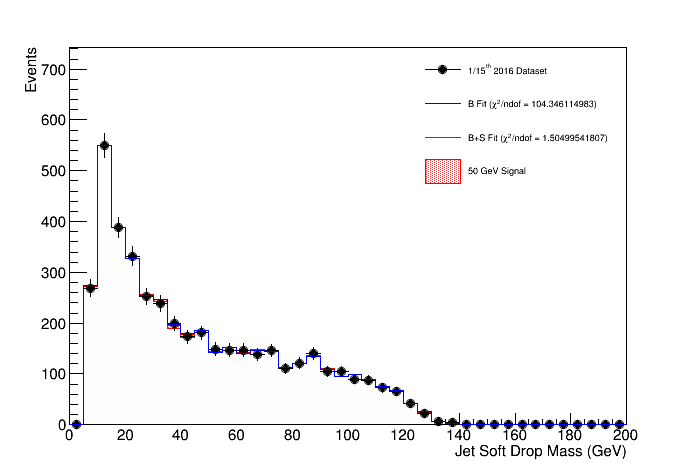 Events
700
600
500
400
300
200
100
0
0 20 40 60 80 100 120 140 160 180 200
Jet Soft Drop Mass (GeV)
1/15th 2016 Dataset
B Fit (χ²/ndof = 104.346114983)
B+S Fit (χ²/ndof = 1.50499541807)
50 GeV Signal